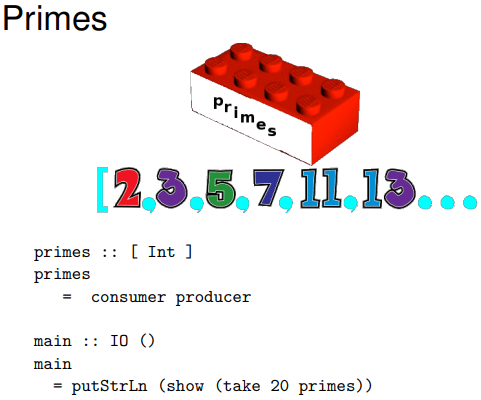 Primes
primes
[2,3,5,7,11,13...
primes :: [ Int ]
primes
   =  consumer producer
main :: IO ()
main
  = putStrLn (show (take 20 primes))